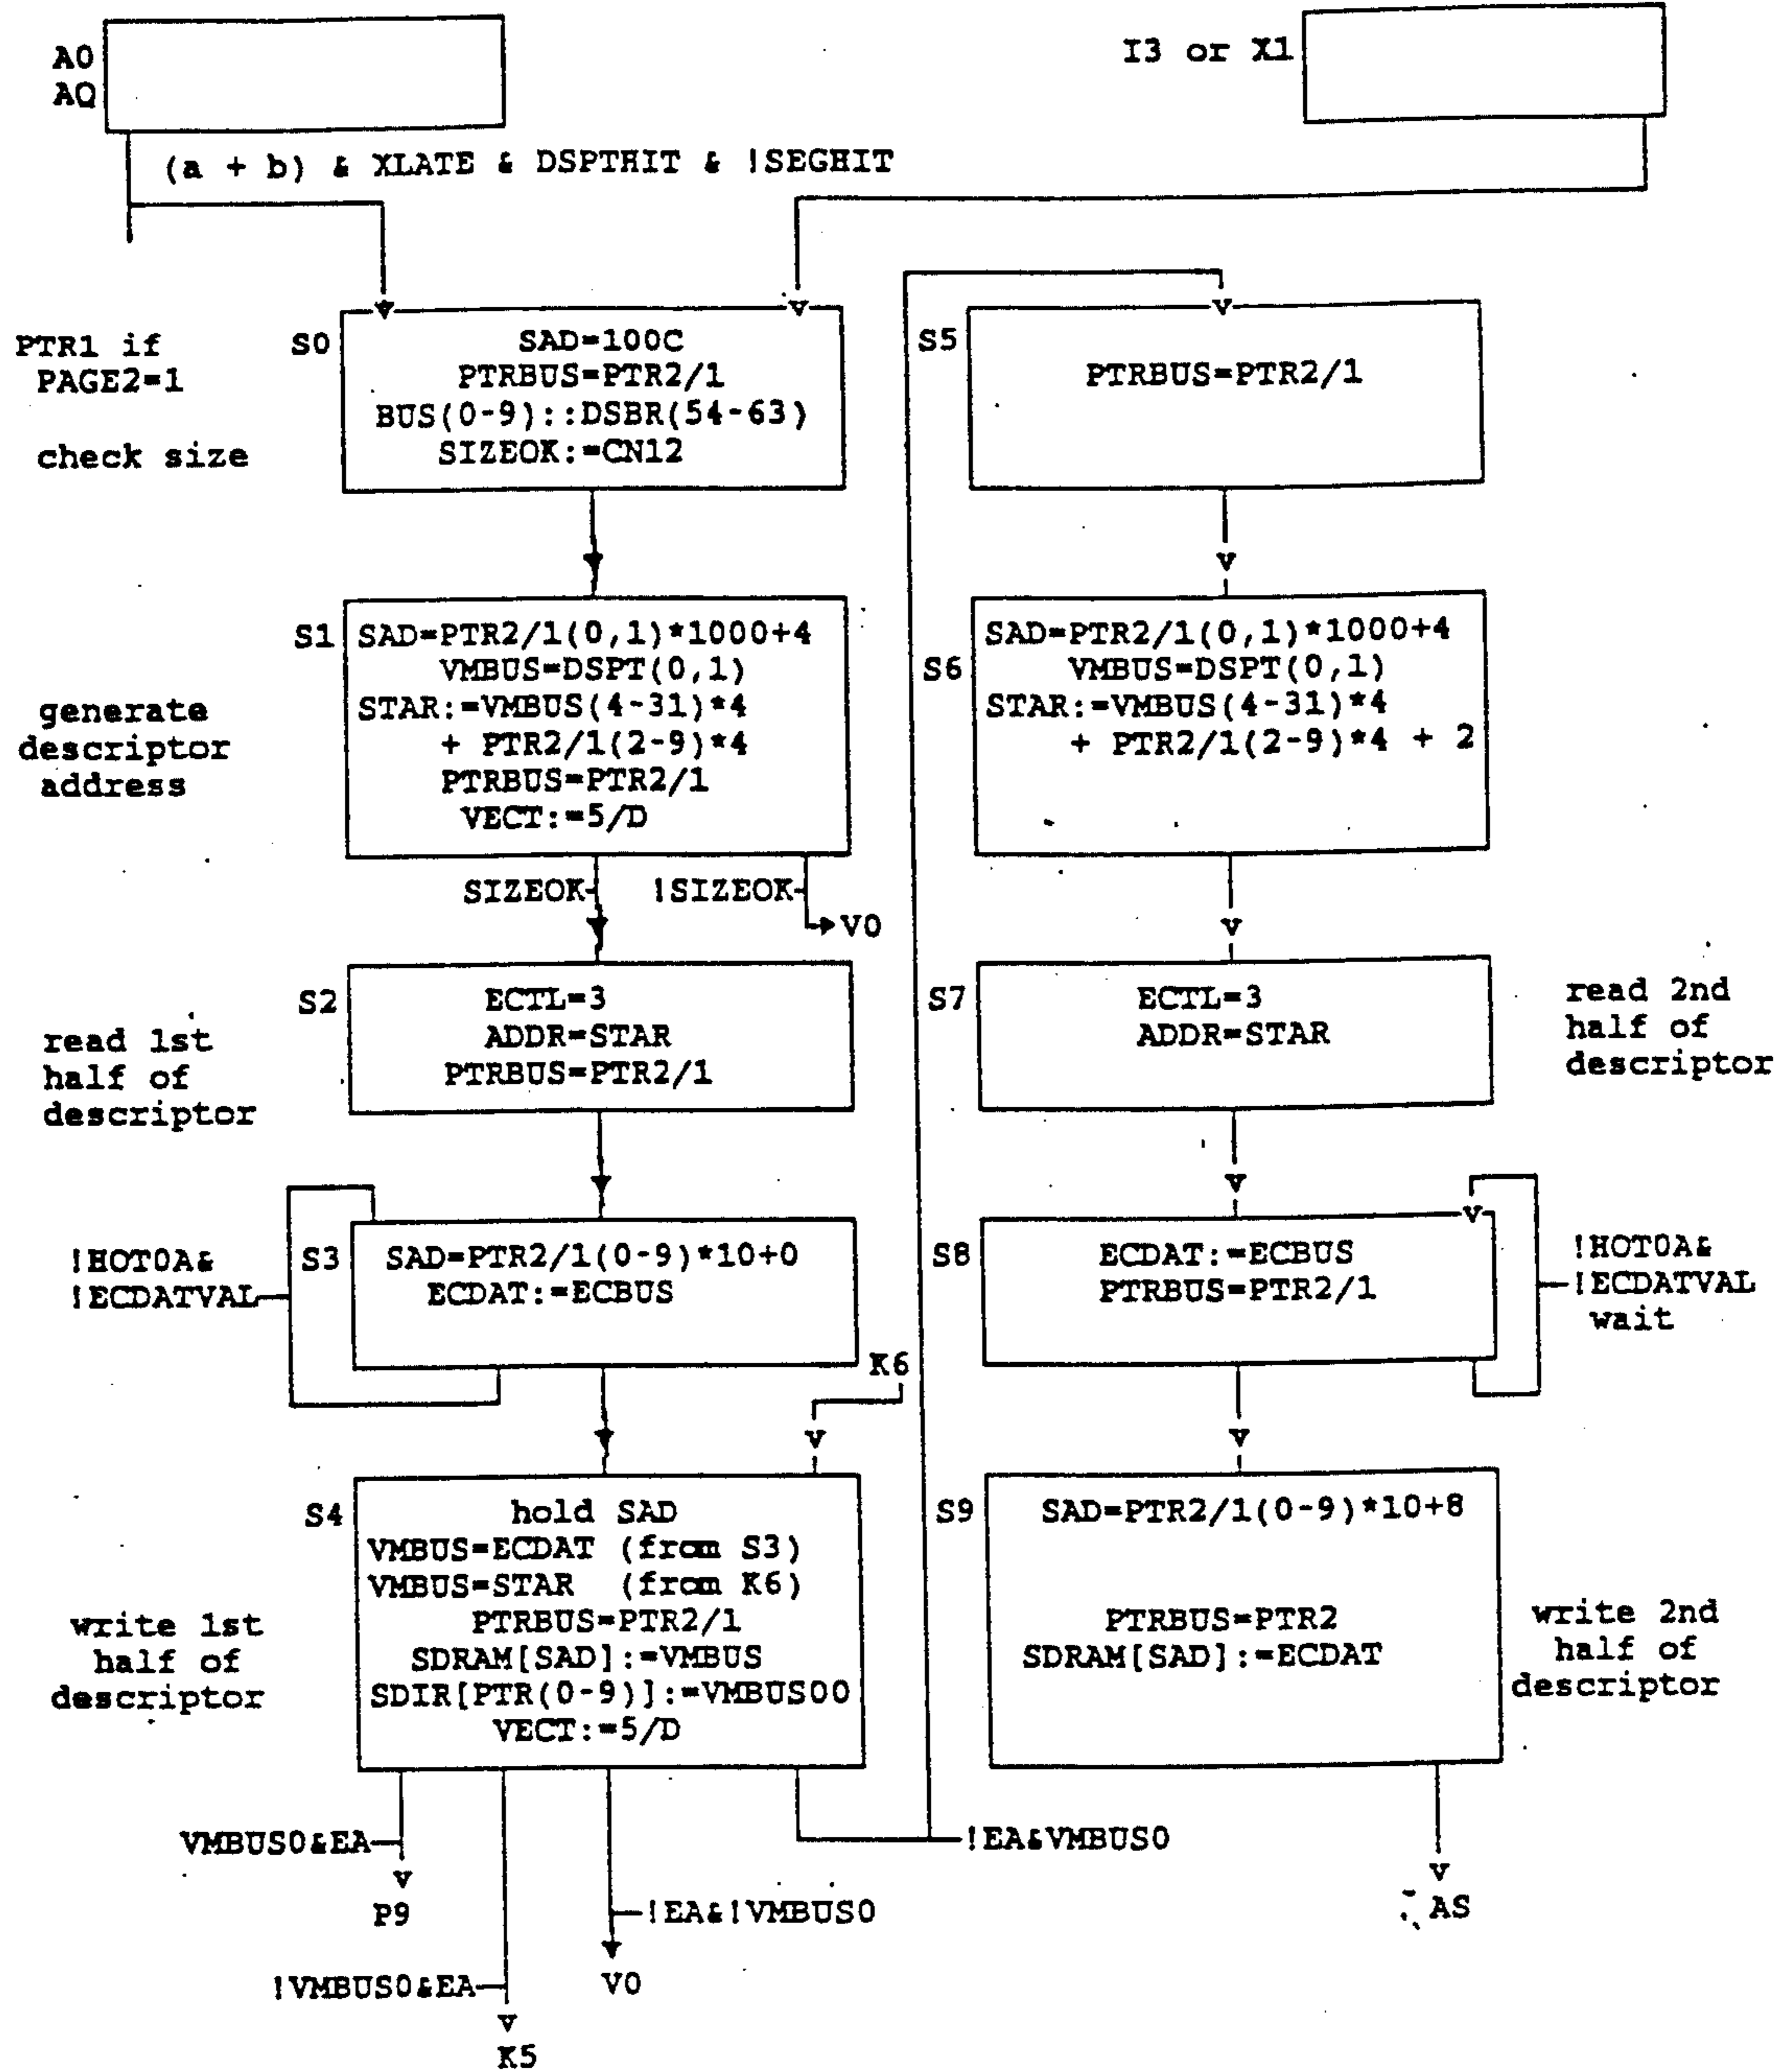 A0
AQ
I3 or X1
(a + b) & XLATE & DSPTHIT & !SEGHIT
PTR1 if
PAGE2=1
check size
S0
SAD=100C
PTRBUS=PTR2/1
BUS(0-9)::DSBR(54-63)
SIZEOK:=CN12
S5
PTRBUS=PTR2/1
generate
descriptor
address
S1
SAD=PTR2/1(0,1)*1000+4
VMBUS=DSPT(0,1)
STAR:=VMBUS(4-31)*4
+ PTR2/1(2-9)*4
PTRBUS=PTR2/1
VECT:=5/D
S6
SAD=PTR2/1(0,1)*1000+4
VMBUS=DSPT(0,1)
STAR:=VMBUS(4-31)*4
+ PTR2/1(2-9)*4 + 2
SIZEOK
!SIZEOK
V0
read 1st
half of
descriptor
S2
ECTL=3
ADDR=STAR
PTRBUS=PTR2/1
S7
ECTL=3
ADDR=STAR
read 2nd
half of
descriptor
!HOT0A&
!ECDATVAL
S3
SAD=PTR2/1(0-9)*10+0
ECDAT:=ECBUS
S8
ECDAT:=ECBUS
PTRBUS=PTR2/1
!HOT0A&
!ECDATVAL
wait
K6
write 1st
half of
descriptor
S4
hold SAD
VMBUS=ECDAT (from S3)
VMBUS=STAR (from K6)
PTRBUS=PTR2/1
SDRAM[SAD]:=VMBUS
SDIR[PTR(0-9)]:=VMBUS00
VECT:=5/D
S9
SAD=PTR2/1(0-9)*10+8
PTRBUS=PTR2
SDRAM[SAD]:=ECDAT
write 2nd
half of
descriptor
VMBUS0&EA
P9
!VMBUS0&EA
K5
!EA&!VMBUS0
V0
!EA&VMBUS0
AS